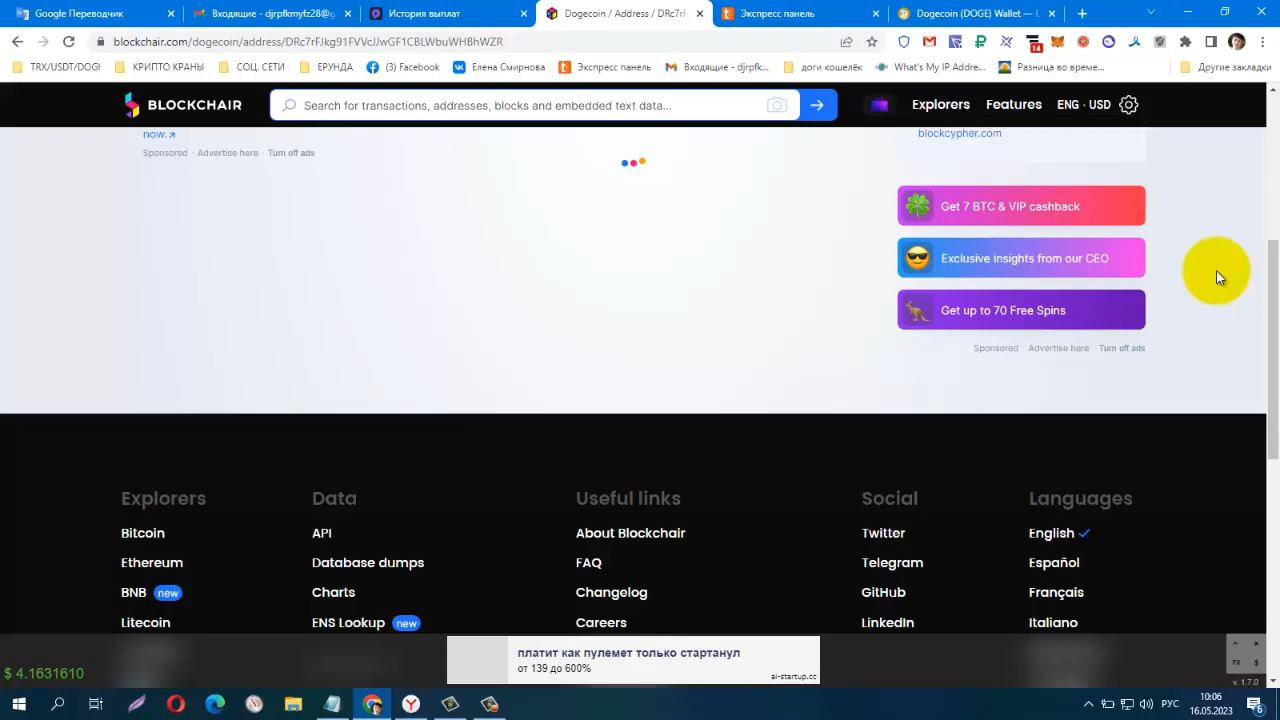 Google Переводчик
Входящие - djrpfkmyfz28@g
История выплат
Dogecoin / Address / DRc7rF
Экспресс панель
Dogecoin (DOGE) Wallet — D
blockchair.com/dogecoin/address/DRc7rFJkq91FVVcJJwGF1CBLWbuWHBhWZR
14
TRX/USDT/DOGI
КРИПТО КРАНЫ
СОЦ. СЕТИ
ЕРУНДА
(3) Facebook
Елена Смирнова
Экспресс панель
Входящие - djrpfk...
доги кошелёк
What's My IP Addre...
Разница во време...
Другие закладки
BLOCKCHAIR
Search for transactions, addresses, blocks and embedded text data...
Explorers
Features
ENG · USD
now.
blockcypher.com
Sponsored · Advertise here · Turn off ads
Get 7 BTC & VIP cashback
Exclusive insights from our CEO
Get up to 70 Free Spins
Sponsored Advertise here Turn off ads
Explorers
Data
Useful links
Social
Languages
Bitcoin
API
About Blockchair
Twitter
English
Ethereum
Database dumps
FAQ
Telegram
Español
BNB new
Charts
Changelog
GitHub
Français
Litecoin
ENS Lookup new
Careers
LinkedIn
Italiano
платит как пулемет только стартанул
от 139 до 600%
ai-startup.cc
$ 4.1631610
FX $
v. 1.7.0
РУС
10:06
16.05.2023
6